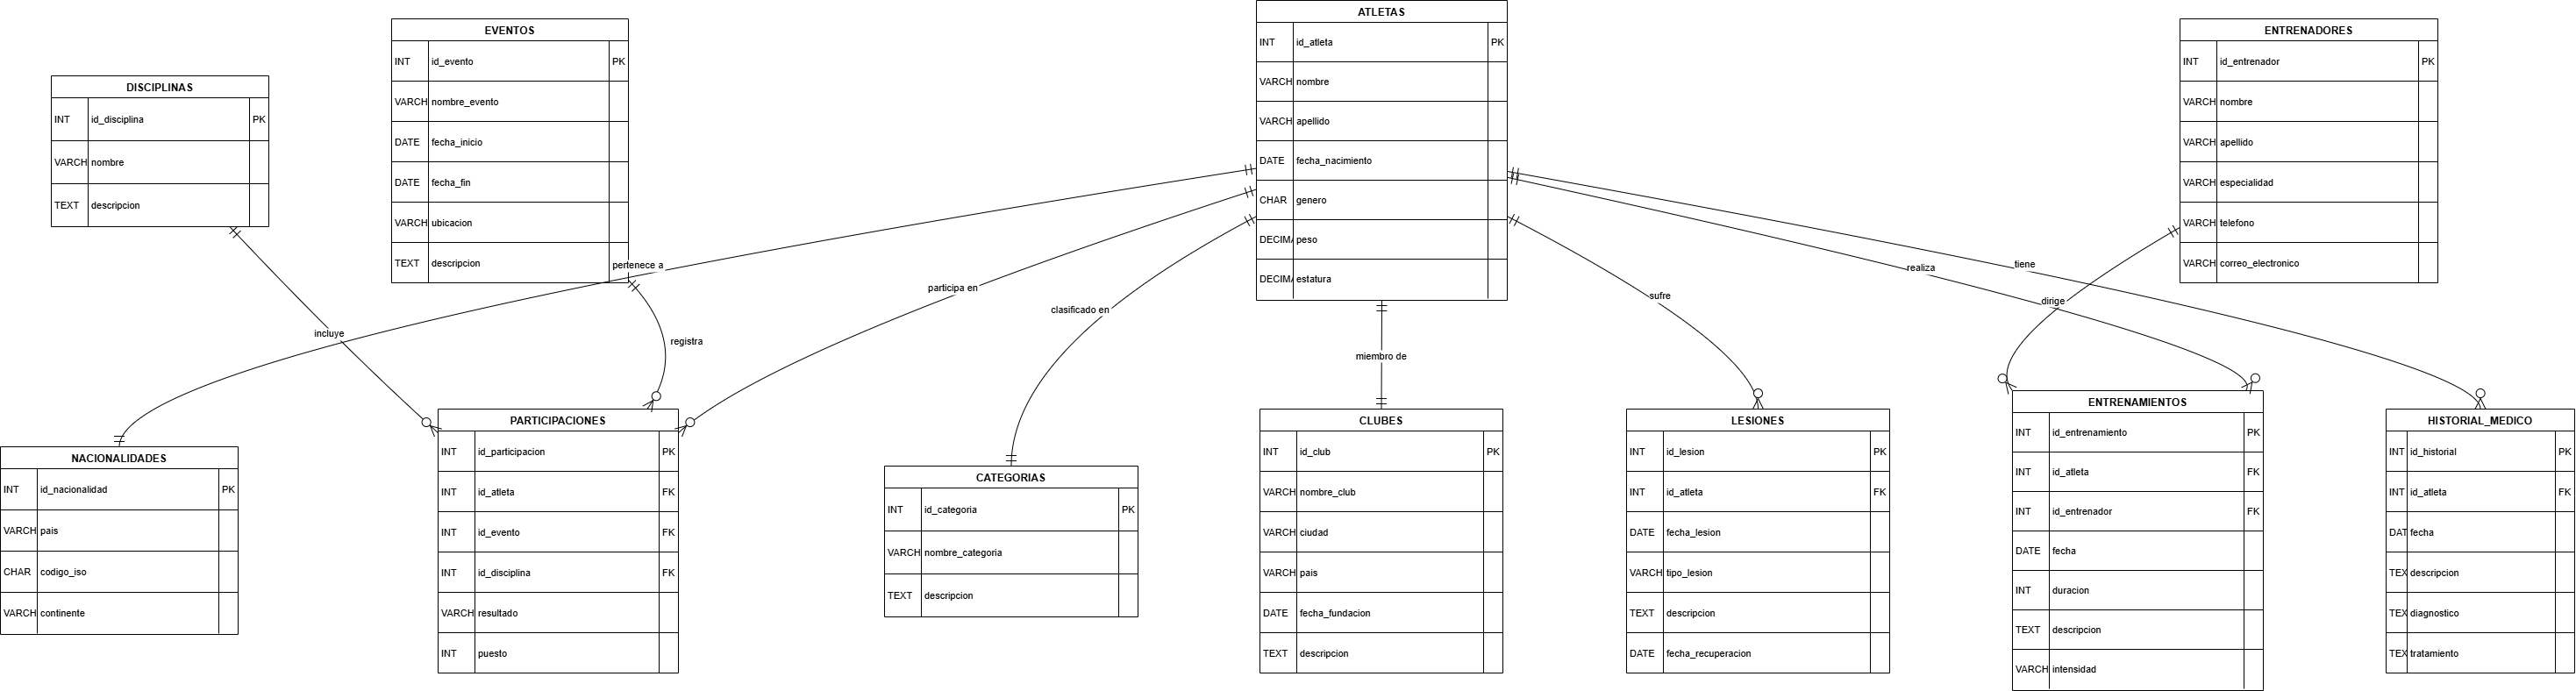 DISCIPLINAS
INT id_disciplina PK
VARCH nombre
TEXT descripcion
EVENTOS
INT id_evento PK
VARCH nombre_evento
DATE fecha_inicio
DATE fecha_fin
VARCH ubicacion
TEXT descripcion
ATLETAS
INT id_atleta PK
VARCH nombre
VARCH apellido
DATE fecha_nacimiento
CHAR genero
DECIMA peso
DECIMA estatura
ENTRENADORES
INT id_entrenador PK
VARCH nombre
VARCH apellido
VARCH especialidad
VARCH telefono
VARCH correo_electronico
pertenece a
participa en
clasificado en
incluye
registra
miembro de
sufre
realiza
tiene
dirige
NACIONALIDADES
INT id_nacionalidad PK
VARCH pais
CHAR codigo_iso
VARCH continente
PARTICIPACIONES
INT id_participacion PK
INT id_atleta FK
INT id_evento FK
INT id_disciplina FK
VARCH resultado
INT puesto
CATEGORIAS
INT id_categoria PK
VARCH nombre_categoria
TEXT descripcion
CLUBES
INT id_club PK
VARCH nombre_club
VARCH ciudad
VARCH pais
DATE fecha_fundacion
TEXT descripcion
LESIONES
INT id_lesion PK
INT id_atleta FK
DATE fecha_lesion
VARCH tipo_lesion
TEXT descripcion
DATE fecha_recuperacion
ENTRENAMIENTOS
INT id_entrenamiento PK
INT id_atleta FK
INT id_entrenador FK
DATE fecha
INT duracion
TEXT descripcion
VARCH intensidad
HISTORIAL_MEDICO
INT id_historial PK
INT id_atleta FK
DAT fecha
TEX descripcion
TEX diagnostico
TEX tratamiento